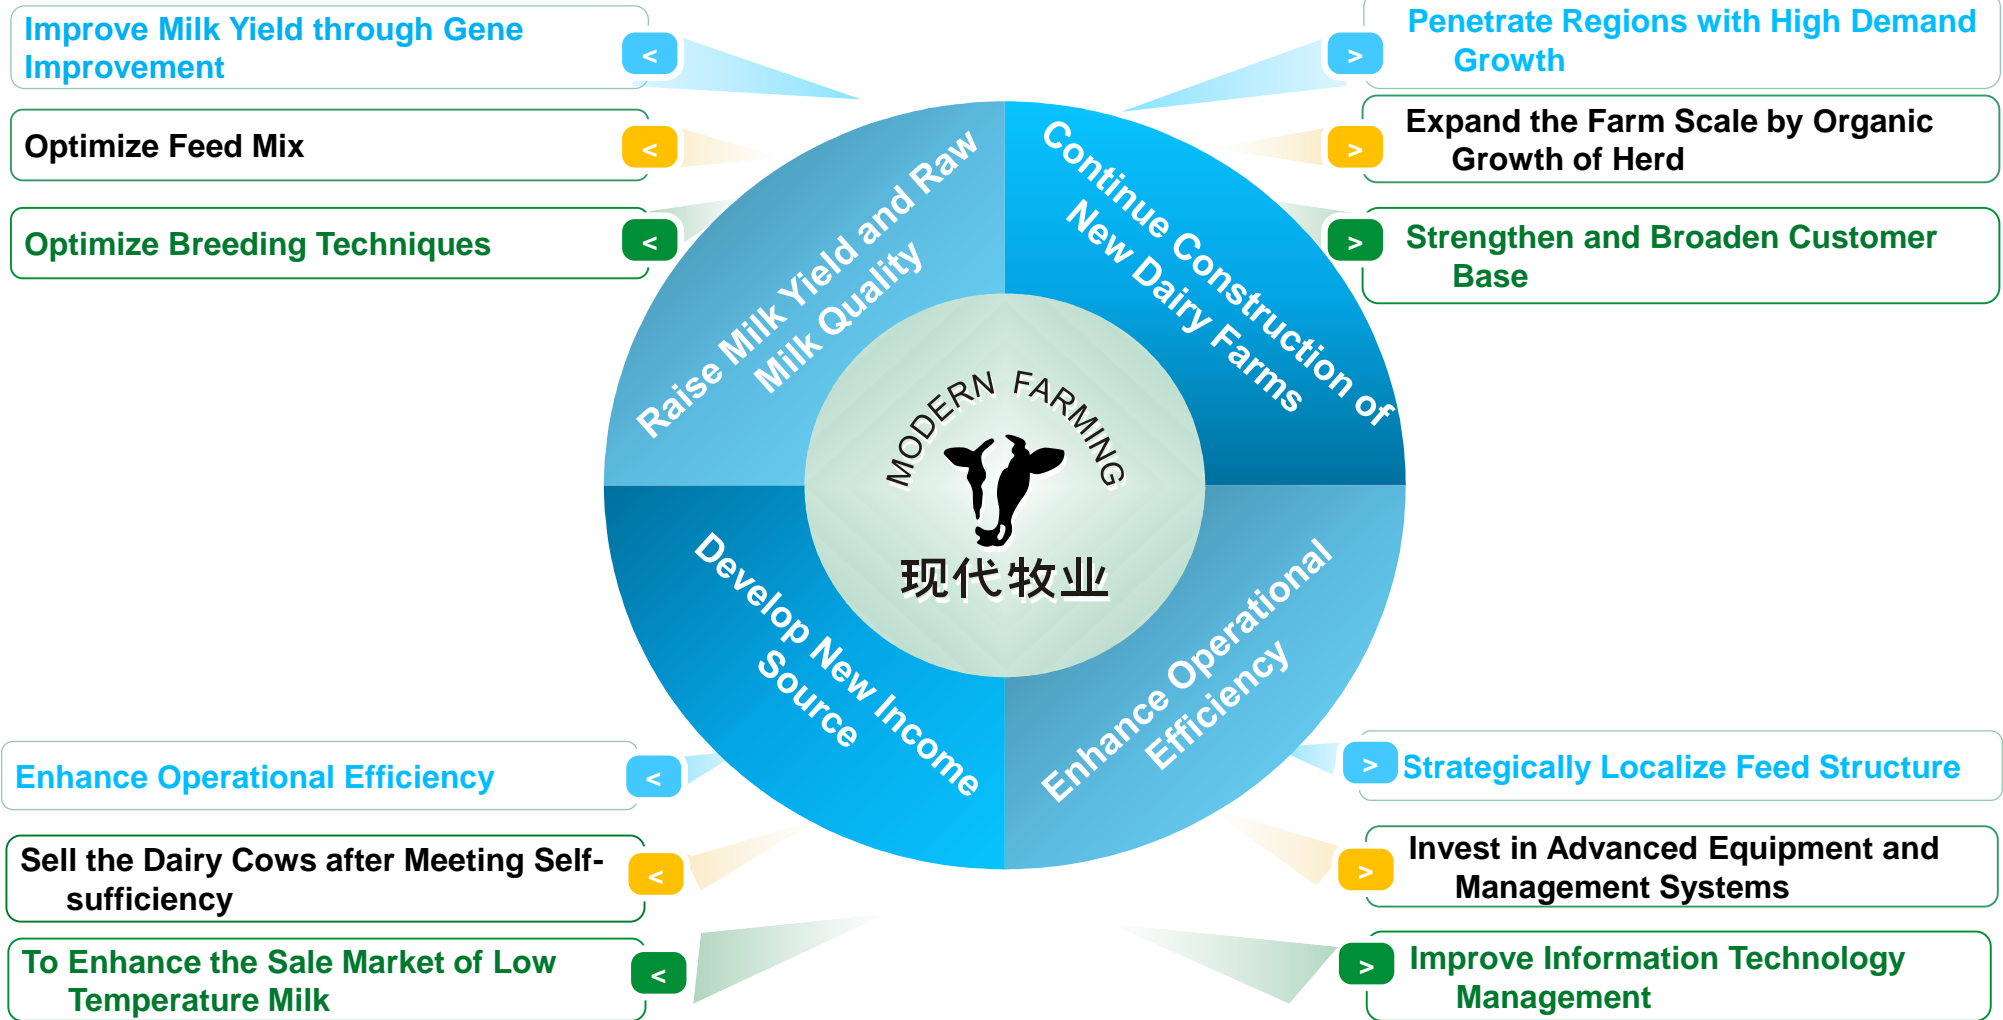 Improve Milk Yield through Gene
Improvement
<
Optimize Feed Mix
<
Optimize Breeding Techniques
<
Penetrate Regions with High Demand
Growth
>
Expand the Farm Scale by Organic
Growth of Herd
>
Strengthen and Broaden Customer
Base
>
Raise Milk Yield and Raw
Milk Quality
Continue Construction of
New Dairy Farms
MODERN FARMING
现代牧业
Develop New Income
Source
Enhance Operational
Efficiency
Enhance Operational Efficiency
<
Sell the Dairy Cows after Meeting Self-
sufficiency
<
To Enhance the Sale Market of Low
Temperature Milk
<
Strategically Localize Feed Structure
>
Invest in Advanced Equipment and
Management Systems
>
Improve Information Technology
Management
>